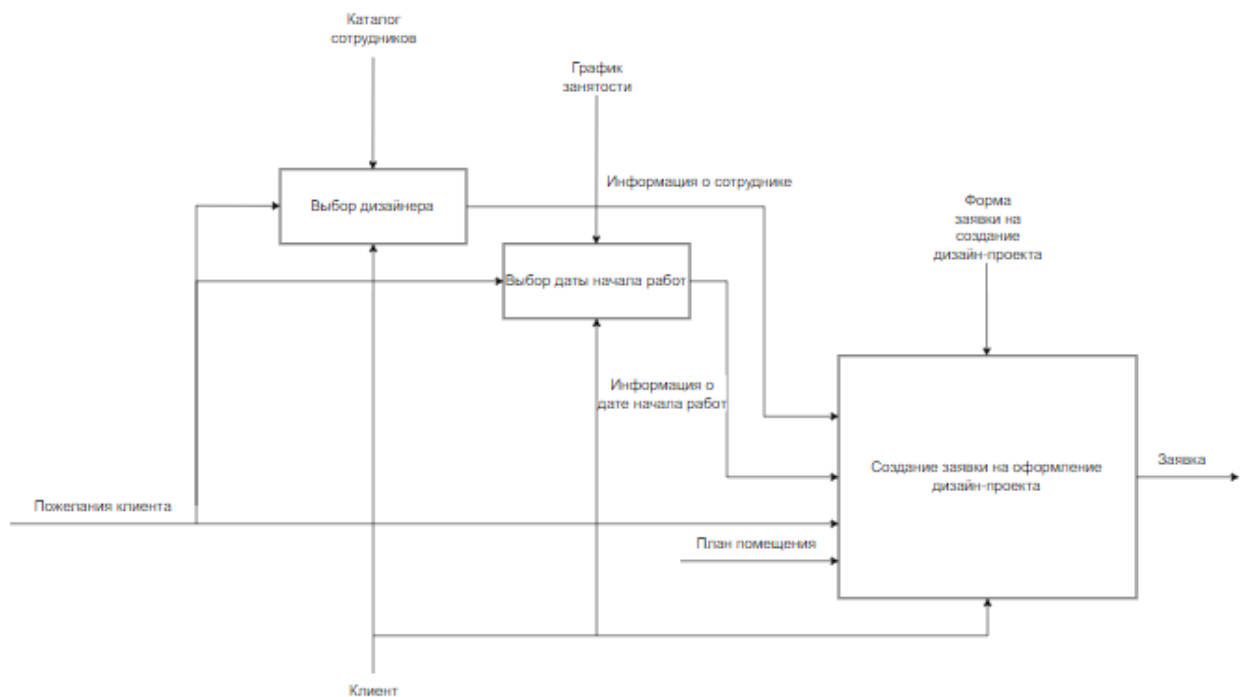 Каталог
сотрудников
График
занятости
Информация о сотруднике
Выбор дизайнера
Форма
заявки на
создание
дизайн-проекта
Выбор даты начала работ
Информация о
дате начала работ
Создание заявки на оформление
дизайн-проекта
Заявка
Пожелания клиента
План помещения
Клиент